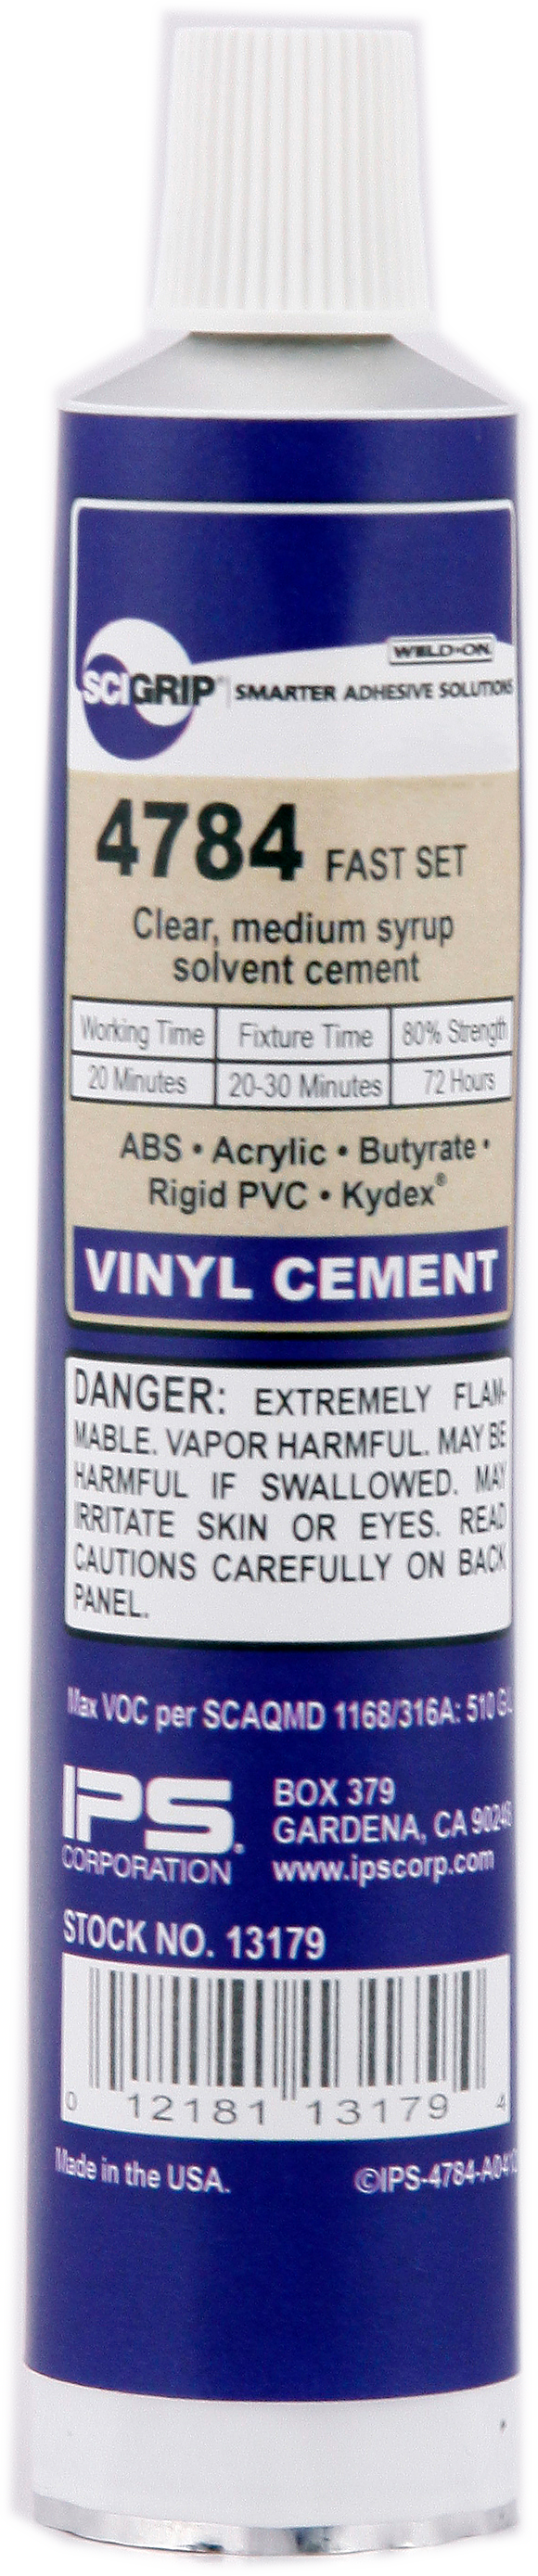 WELD-ON
SCIGRIP® SMARTER ADHESIVE SOLUTIONS
4784 FAST SET
Clear, medium syrup
solvent cement
Working Time Fixture Time 80% Strength
20 Minutes 20-30 Minutes 72 Hours
ABS • Acrylic • Butyrate •
Rigid PVC • Kydex®
VINYL CEMENT
DANGER: EXTREMELY FLAM-
MABLE. VAPOR HARMFUL. MAY BE
HARMFUL IF SWALLOWED. MAY
IRRITATE SKIN OR EYES. READ
CAUTIONS CAREFULLY ON BACK
PANEL.
Max VOC per SCAQMD 1168/316A: 510
IPS.
CORPORATION
BOX 379
GARDENA, CA
www.ipscorp.com
STOCK NO. 13179
0 12181 13179 4
Made in the USA.